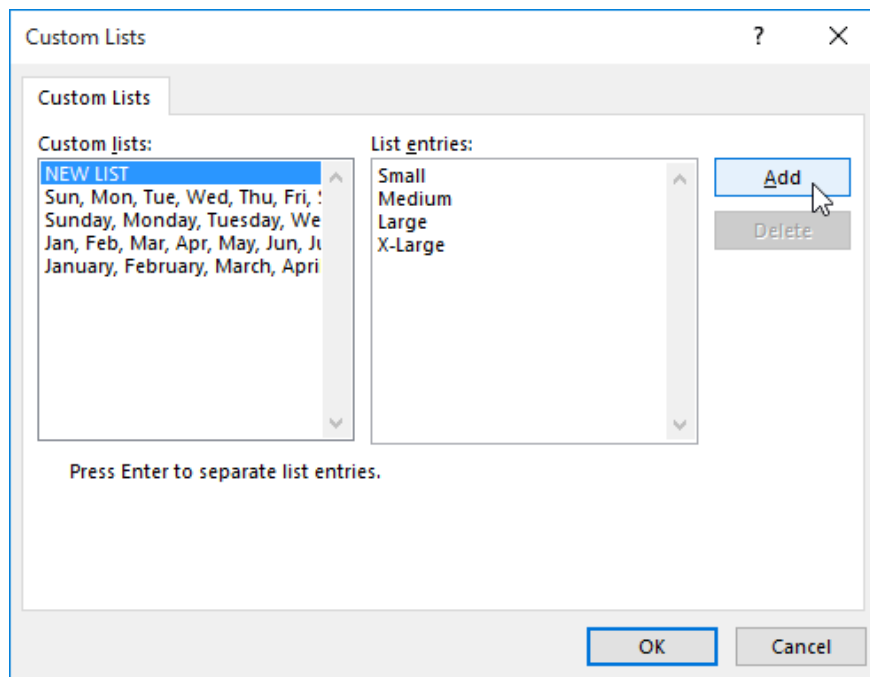 Custom Lists
?
Custom Lists
Custom lists:
NEW LIST
Sun, Mon, Tue, Wed, Thu, Fri,
Sunday, Monday, Tuesday, We
Jan, Feb, Mar, Apr, May, Jun, Ju
January, February, March, Apri
List entries:
Small
Medium
Large
X-Large
Add
Delete
Press Enter to separate list entries.
OK
Cancel